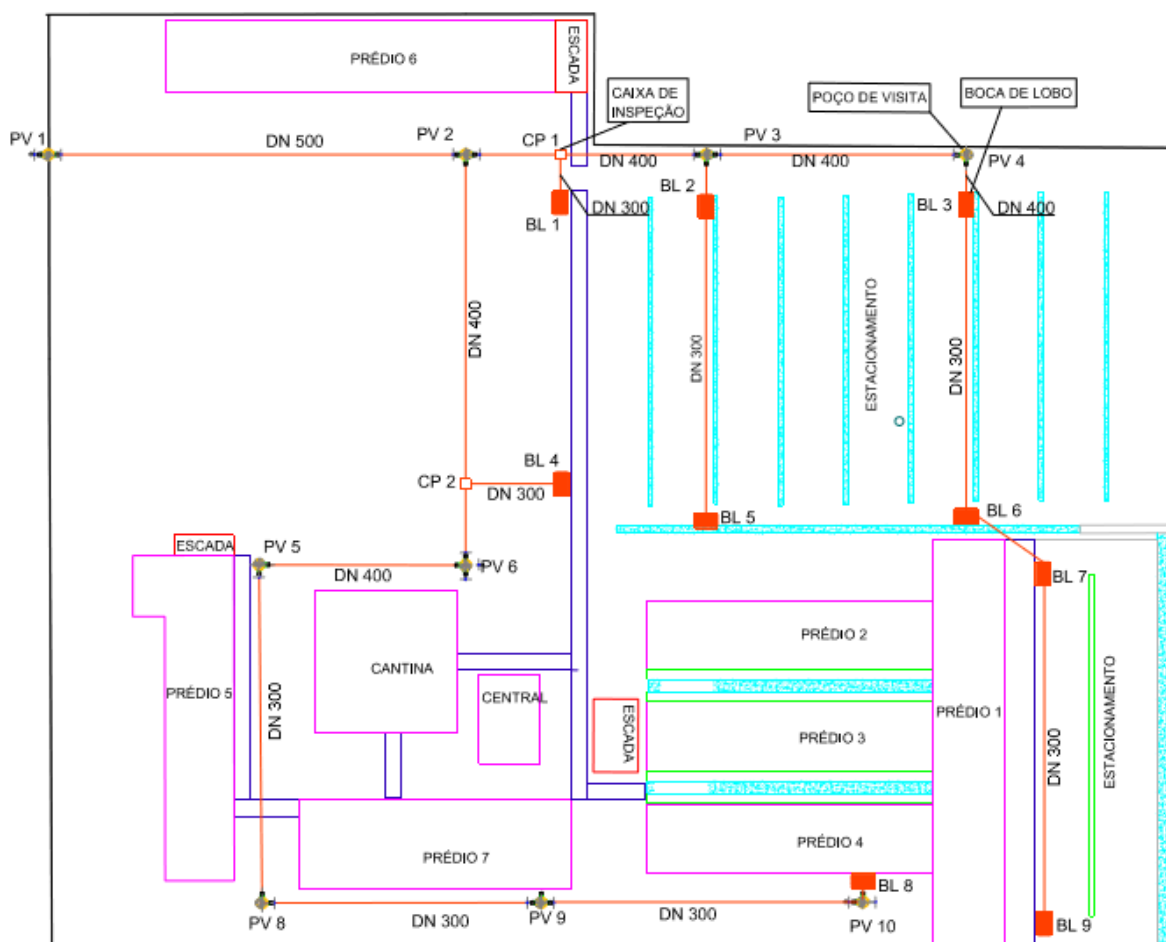 PRÉDIO 6
ESCADA
CAIXA DE
INSPEÇÃO
POÇO DE VISITA
BOCA DE LOBO
PV 1
DN 500
PV 2
CP 1
DN 400
PV 3
DN 400
PV 4
BL 1
DN 300
BL 2
BL 3
DN 400
DN 400
DN 300
ESTACIONAMENTO
DN 300
CP 2
BL 4
DN 300
BL 5
BL 6
ESCADA
PV 5
DN 400
PV 6
BL 7
PRÉDIO 5
DN 300
CANTINA
CENTRAL
ESCADA
PRÉDIO 2
PRÉDIO 1
PRÉDIO 3
DN 300
ESTACIONAMENTO
PRÉDIO 7
PRÉDIO 4
BL 8
PV 8
DN 300
PV 9
DN 300
PV 10
BL 9